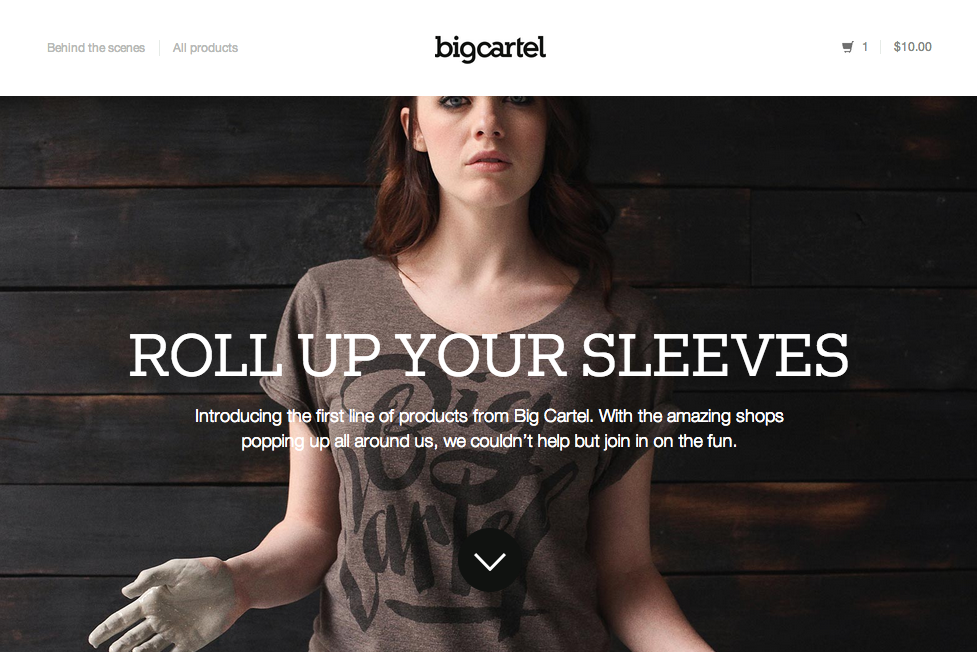 Behind the scenes
All products
bigcartel
1
$10.00
ROLL UP YOUR SLEEVES
Introducing the first line of products from Big Cartel. With the amazing shops
popping up all around us, we couldn’t help but join in on the fun.
Big
Cartel